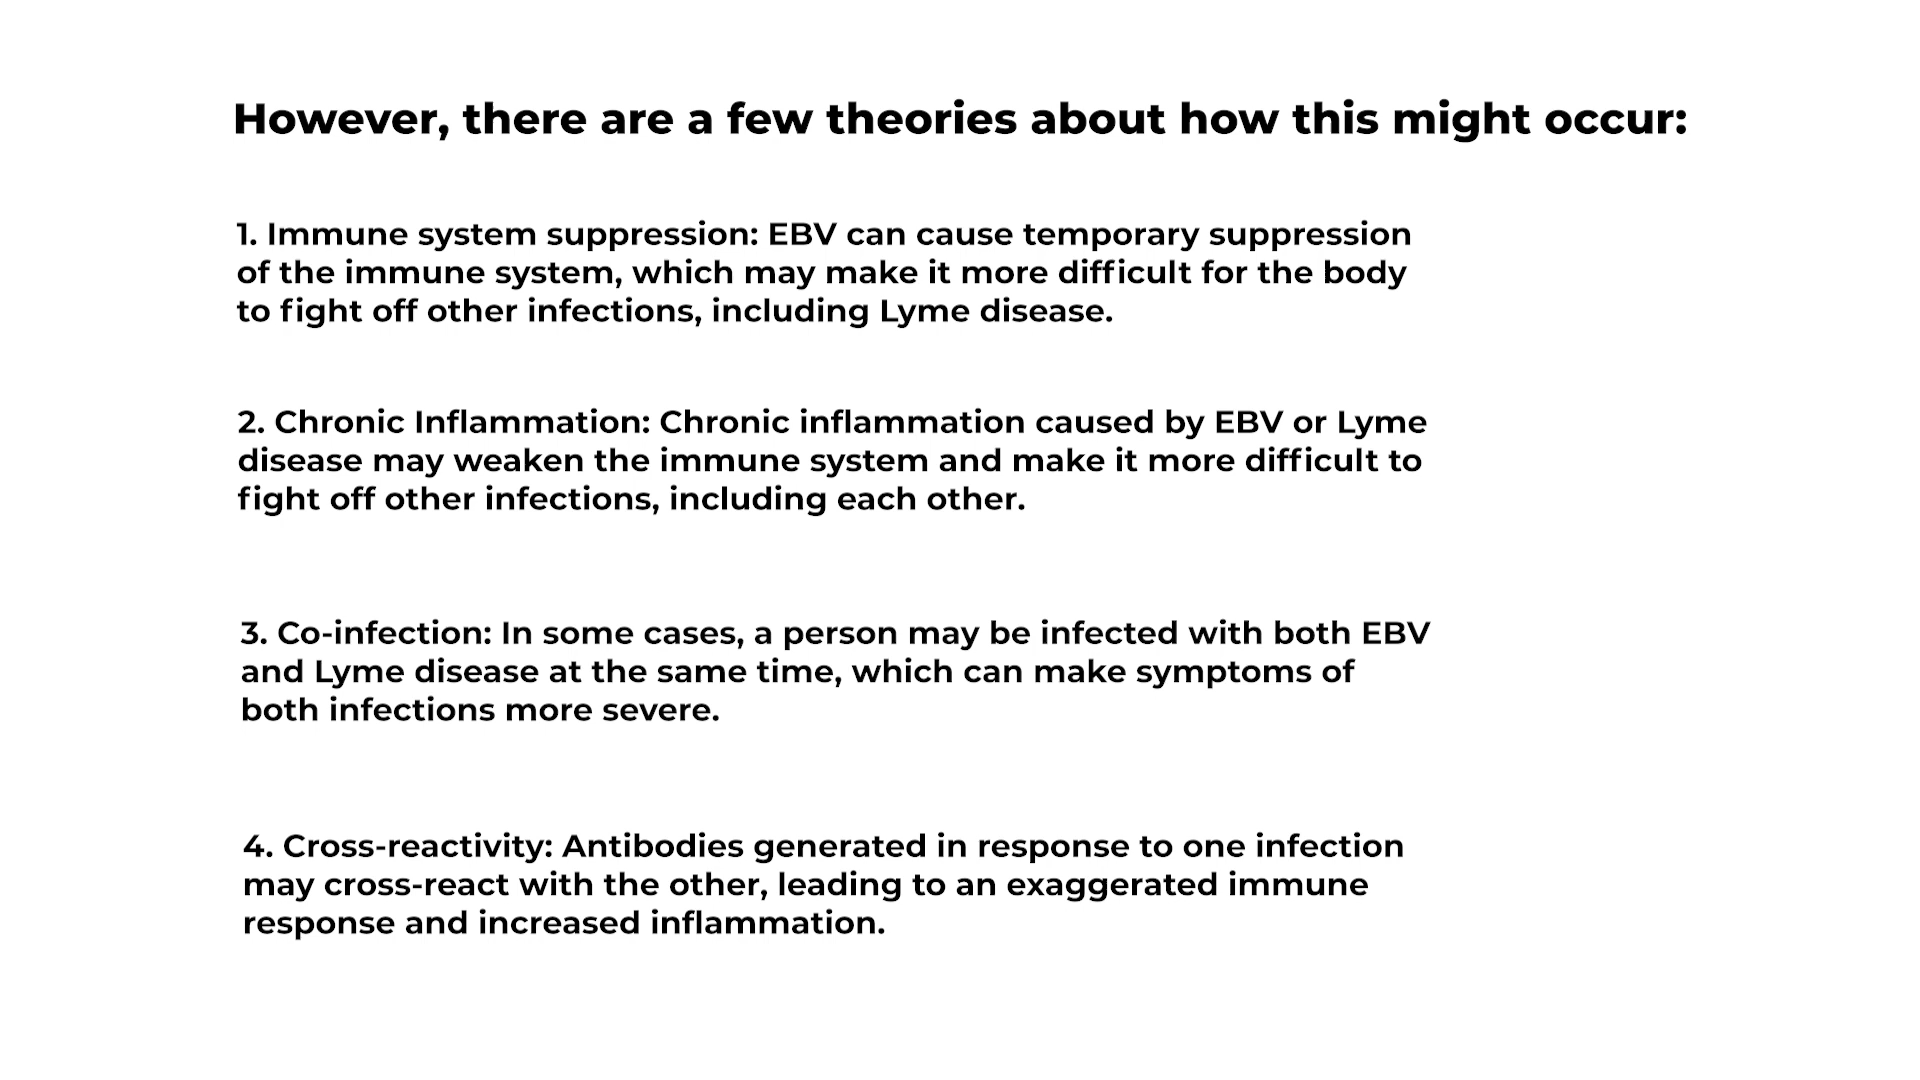 However, there are a few theories about how this might occur:
1. Immune system suppression: EBV can cause temporary suppression
of the immune system, which may make it more difficult for the body
to fight off other infections, including Lyme disease.
2. Chronic Inflammation: Chronic inflammation caused by EBV or Lyme
disease may weaken the immune system and make it more difficult to
fight off other infections, including each other.
3. Co-infection: In some cases, a person may be infected with both EBV
and Lyme disease at the same time, which can make symptoms of
both infections more severe.
4. Cross-reactivity: Antibodies generated in response to one infection
may cross-react with the other, leading to an exaggerated immune
response and increased inflammation.